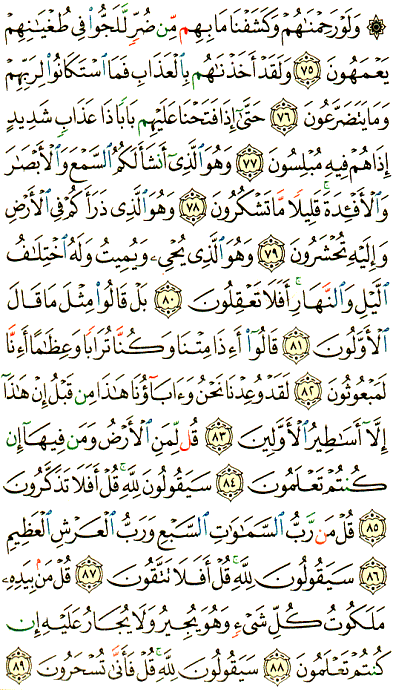 ۞ وَلَوْ رَحِمْنَٰهُمْ وَكَشَفْنَا مَا بِهِم مِّن ضُرٍّۢ لَّلَجُّوا۟ فِى طُغْيَٰنِهِمْ
يَعْمَهُونَ ٧٥ وَلَقَدْ أَخَذْنَٰهُم بِٱلْعَذَابِ فَمَا ٱسْتَكَانُوا۟ لِرَبِّهِمْ
وَمَا يَتَضَرَّعُونَ ٧٦ حَتَّىٰٓ إِذَا فَتَحْنَا عَلَيْهِم بَابًۭا ذَا عَذَابٍۢ شَدِيدٍ
إِذَا هُمْ فِيهِ مُبْلِسُونَ ٧٧ وَهُوَ ٱلَّذِىٓ أَنشَأَ لَكُمُ ٱلسَّمْعَ وَٱلْأَبْصَٰرَ
وَٱلْأَفْـِٔدَةَ ۚ قَلِيلًۭا مَّا تَشْكُرُونَ ٧٨ وَهُوَ ٱلَّذِى ذَرَأَكُمْ فِى ٱلْأَرْضِ
وَإِلَيْهِ تُحْشَرُونَ ٧٩ وَهُوَ ٱلَّذِى يُحْىِۦ وَيُمِيتُ وَلَهُ ٱخْتِلَٰفُ
ٱلَّيْلِ وَٱلنَّهَارِ ۚ أَفَلَا تَعْقِلُونَ ٨٠ بَلْ قَالُوا۟ مِثْلَ مَا قَالَ
ٱلْأَوَّلُونَ ٨١ قَالُوٓا۟ أَءِذَا مِتْنَا وَكُنَّا تُرَابًۭا وَعِظَٰمًا أَءِنَّا
لَمَبْعُوثُونَ ٨٢ لَقَدْ وُعِدْنَا نَحْنُ وَءَابَآؤُنَا هَٰذَا مِن قَبْلُ إِنْ هَٰذَآ
إِلَّآ أَسَٰطِيرُ ٱلْأَوَّلِينَ ٨٣ قُل لِّمَنِ ٱلْأَرْضُ وَمَن فِيهَآ إِن
كُنتُمْ تَعْلَمُونَ ٨٤ سَيَقُولُونَ لِلَّهِ ۚ قُلْ أَفَلَا تَذَكَّرُونَ
٨٥ قُلْ مَن رَّبُّ ٱلسَّمَٰوَٰتِ ٱلسَّبْعِ وَرَبُّ ٱلْعَرْشِ ٱلْعَظِيمِ
٨٦ سَيَقُولُونَ لِلَّهِ ۚ قُلْ أَفَلَا تَتَّقُونَ ٨٧ قُلْ مَنۢ بِيَدِهِۦ
مَلَكُوتُ كُلِّ شَىْءٍۢ وَهُوَ يُجِيرُ وَلَا يُجَارُ عَلَيْهِ إِن
كُنتُمْ تَعْلَمُونَ ٨٨ سَيَقُولُونَ لِلَّهِ ۚ قُلْ فَأَنَّىٰ تُسْحَرُونَ ٨٩